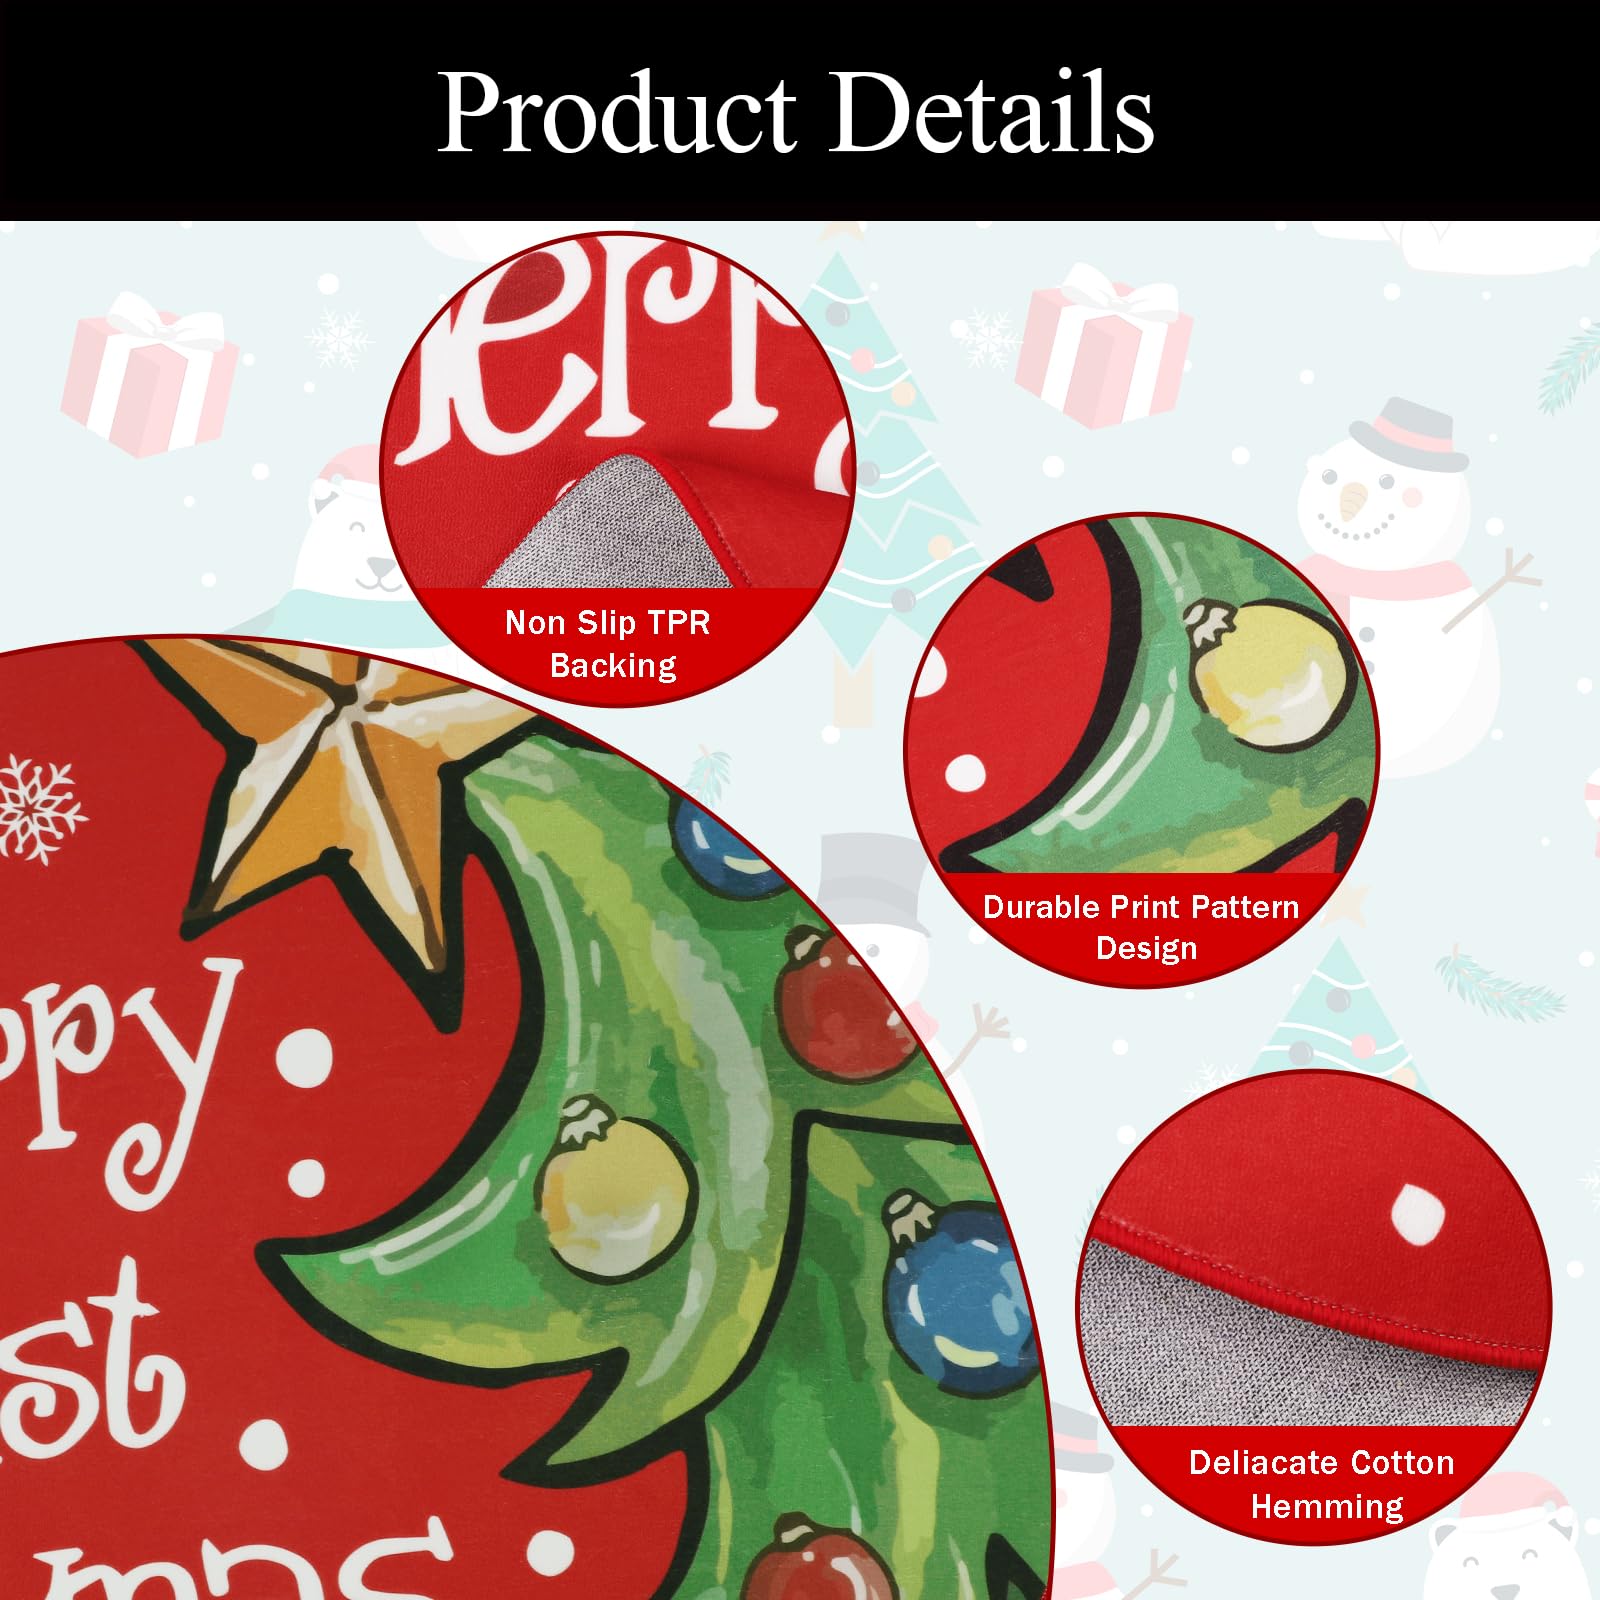 Product Details
Non Slip TPR
Backing
Durable Print Pattern
Design
Deliacate Cotton
Hemming